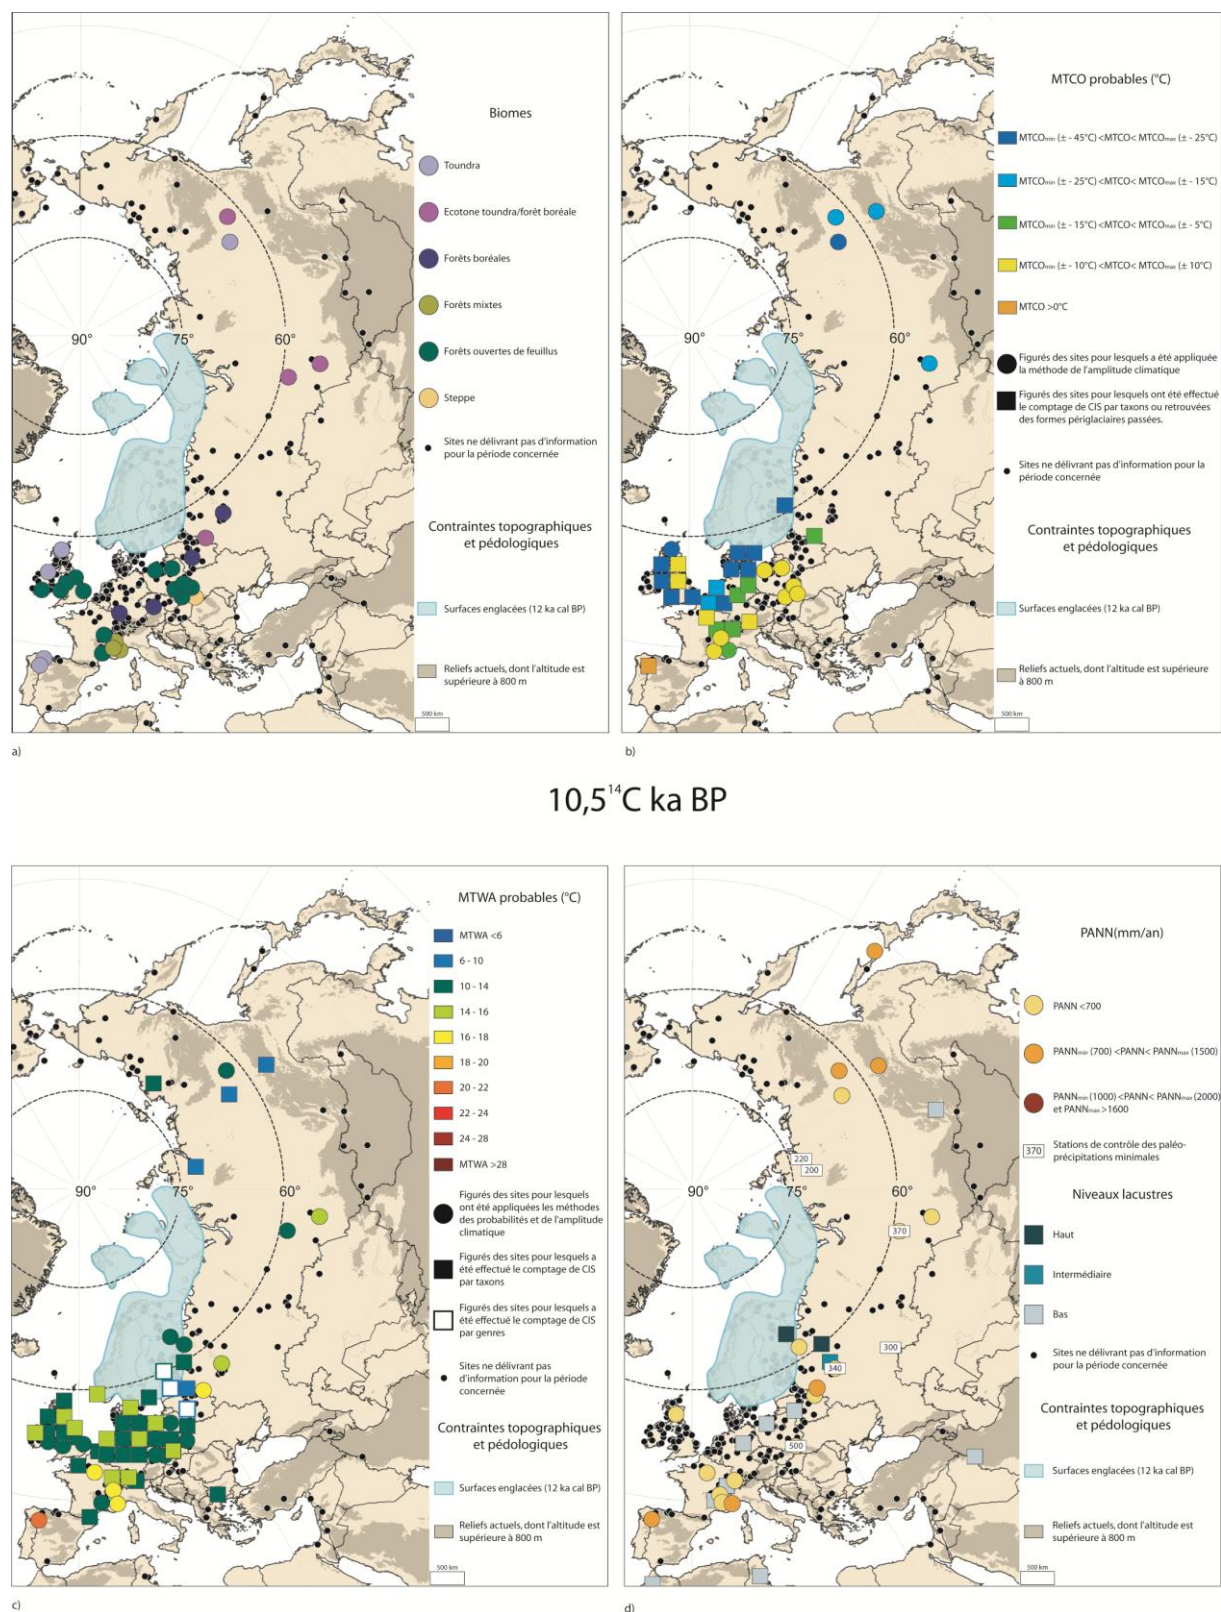 Biomes
Toundra
Ecotone toundra/forêt boréale
Forêts boréales
Forêts mixtes
Forêts ouvertes de feuillus
Steppe
Sites ne délivrant pas d'information
pour la période concernée
Contraintes topographiques
et pédologiques
Surfaces englacées (12 ka cal BP)
Reliefs actuels, dont l'altitude est
supérieure à 800 m
500 km
90°
75°
60°
a)
MTCO probables (°C)
MTCOmin (± - 45°C) <MTCO< MTCOmax (± - 25°C)
MTCOmin (± - 25°C) <MTCO< MTCOmax (± - 15°C)
MTCOmin (± - 15°C) <MTCO< MTCOmax (± - 5°C)
MTCOmin (± - 10°C) <MTCO< MTCOmax (± 10°C)
MTCO >0°C
Figurés des sites pour lesquels a été appliquée
la méthode de l'amplitude climatique
Figurés des sites pour lesquels ont été effectué
le comptage de CIS par taxons ou retrouvées
des formes périglaciaires passées.
Sites ne délivrant pas d'information pour la
période concernée
Contraintes topographiques
et pédologiques
Surfaces englacées (12 ka cal BP)
Reliefs actuels, dont l'altitude est supérieure
à 800 m
500 km
90°
75°
60°
b)
10,5¹⁴C ka BP
MTWA probables (°C)
MTWA <6
6 - 10
10 - 14
14 - 16
16 - 18
18 - 20
20 - 22
22 - 24
24 - 28
MTWA >28
Figurés des sites pour lesquels
ont été appliquées les méthodes
des probabilités et de l'amplitude
climatique
Figurés des sites pour lesquels a
été effectué le comptage de CIS
par taxons
Figurés des sites pour lesquels a
été effectué le comptage de CIS
par genres
Sites ne délivrant pas
d'information pour la période
concernée
Contraintes topographiques
et pédologiques
Surfaces englacées (12 ka cal BP)
Reliefs actuels, dont l'altitude est
supérieure à 800 m
500 km
90°
75°
60°
c)
PANN(mm/an)
PANN <700
PANNmin (700) <PANN< PANNmax (1500)
PANNmin (1000) <PANN< PANNmax (2000)
et PANNmax >1600
370
Stations de contrôle des paléo-
précipitations minimales
Niveaux lacustres
Haut
Intermédiaire
Bas
Sites ne délivrant pas d'information
pour la période concernée
Contraintes topographiques
et pédologiques
Surfaces englacées (12 ka cal BP)
Reliefs actuels, dont l'altitude est
supérieure à 800 m
500 km
220
200
90°
75°
60°
370
300
340
500
d)